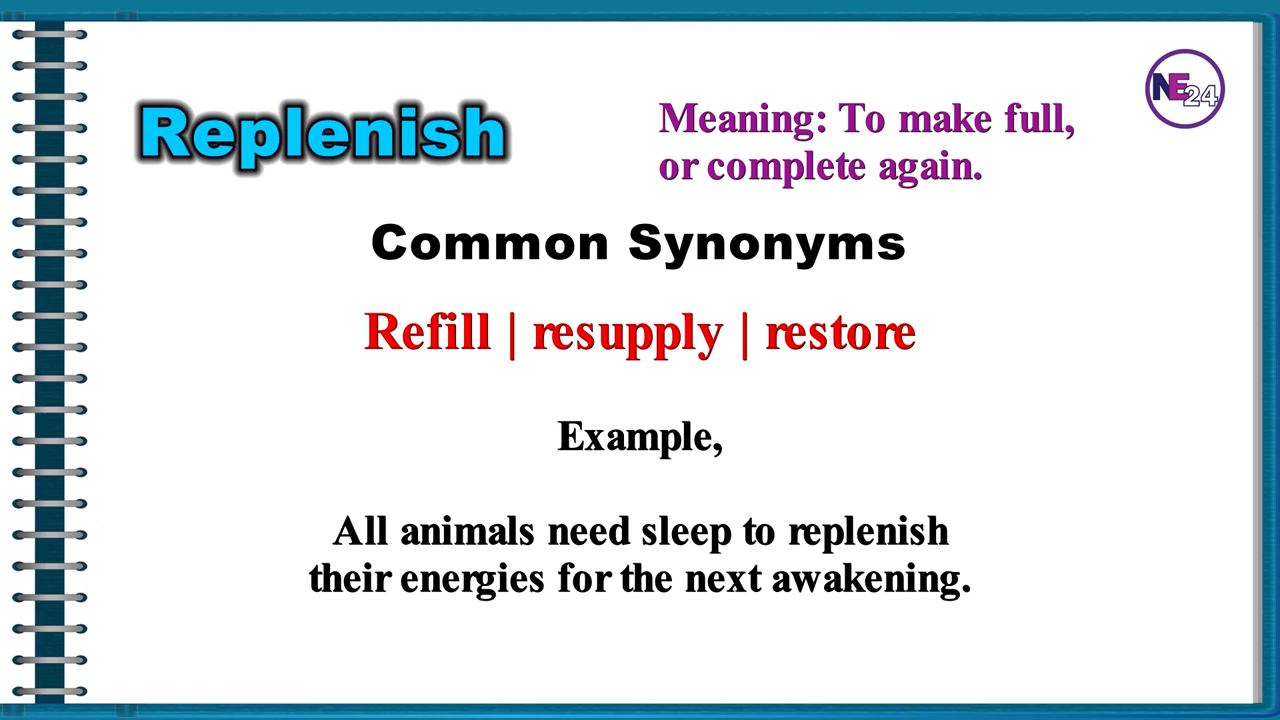 Replenish
Meaning: To make full,
or complete again.
NE24
Common Synonyms
Refill | resupply | restore
Example,
All animals need sleep to replenish
their energies for the next awakening.